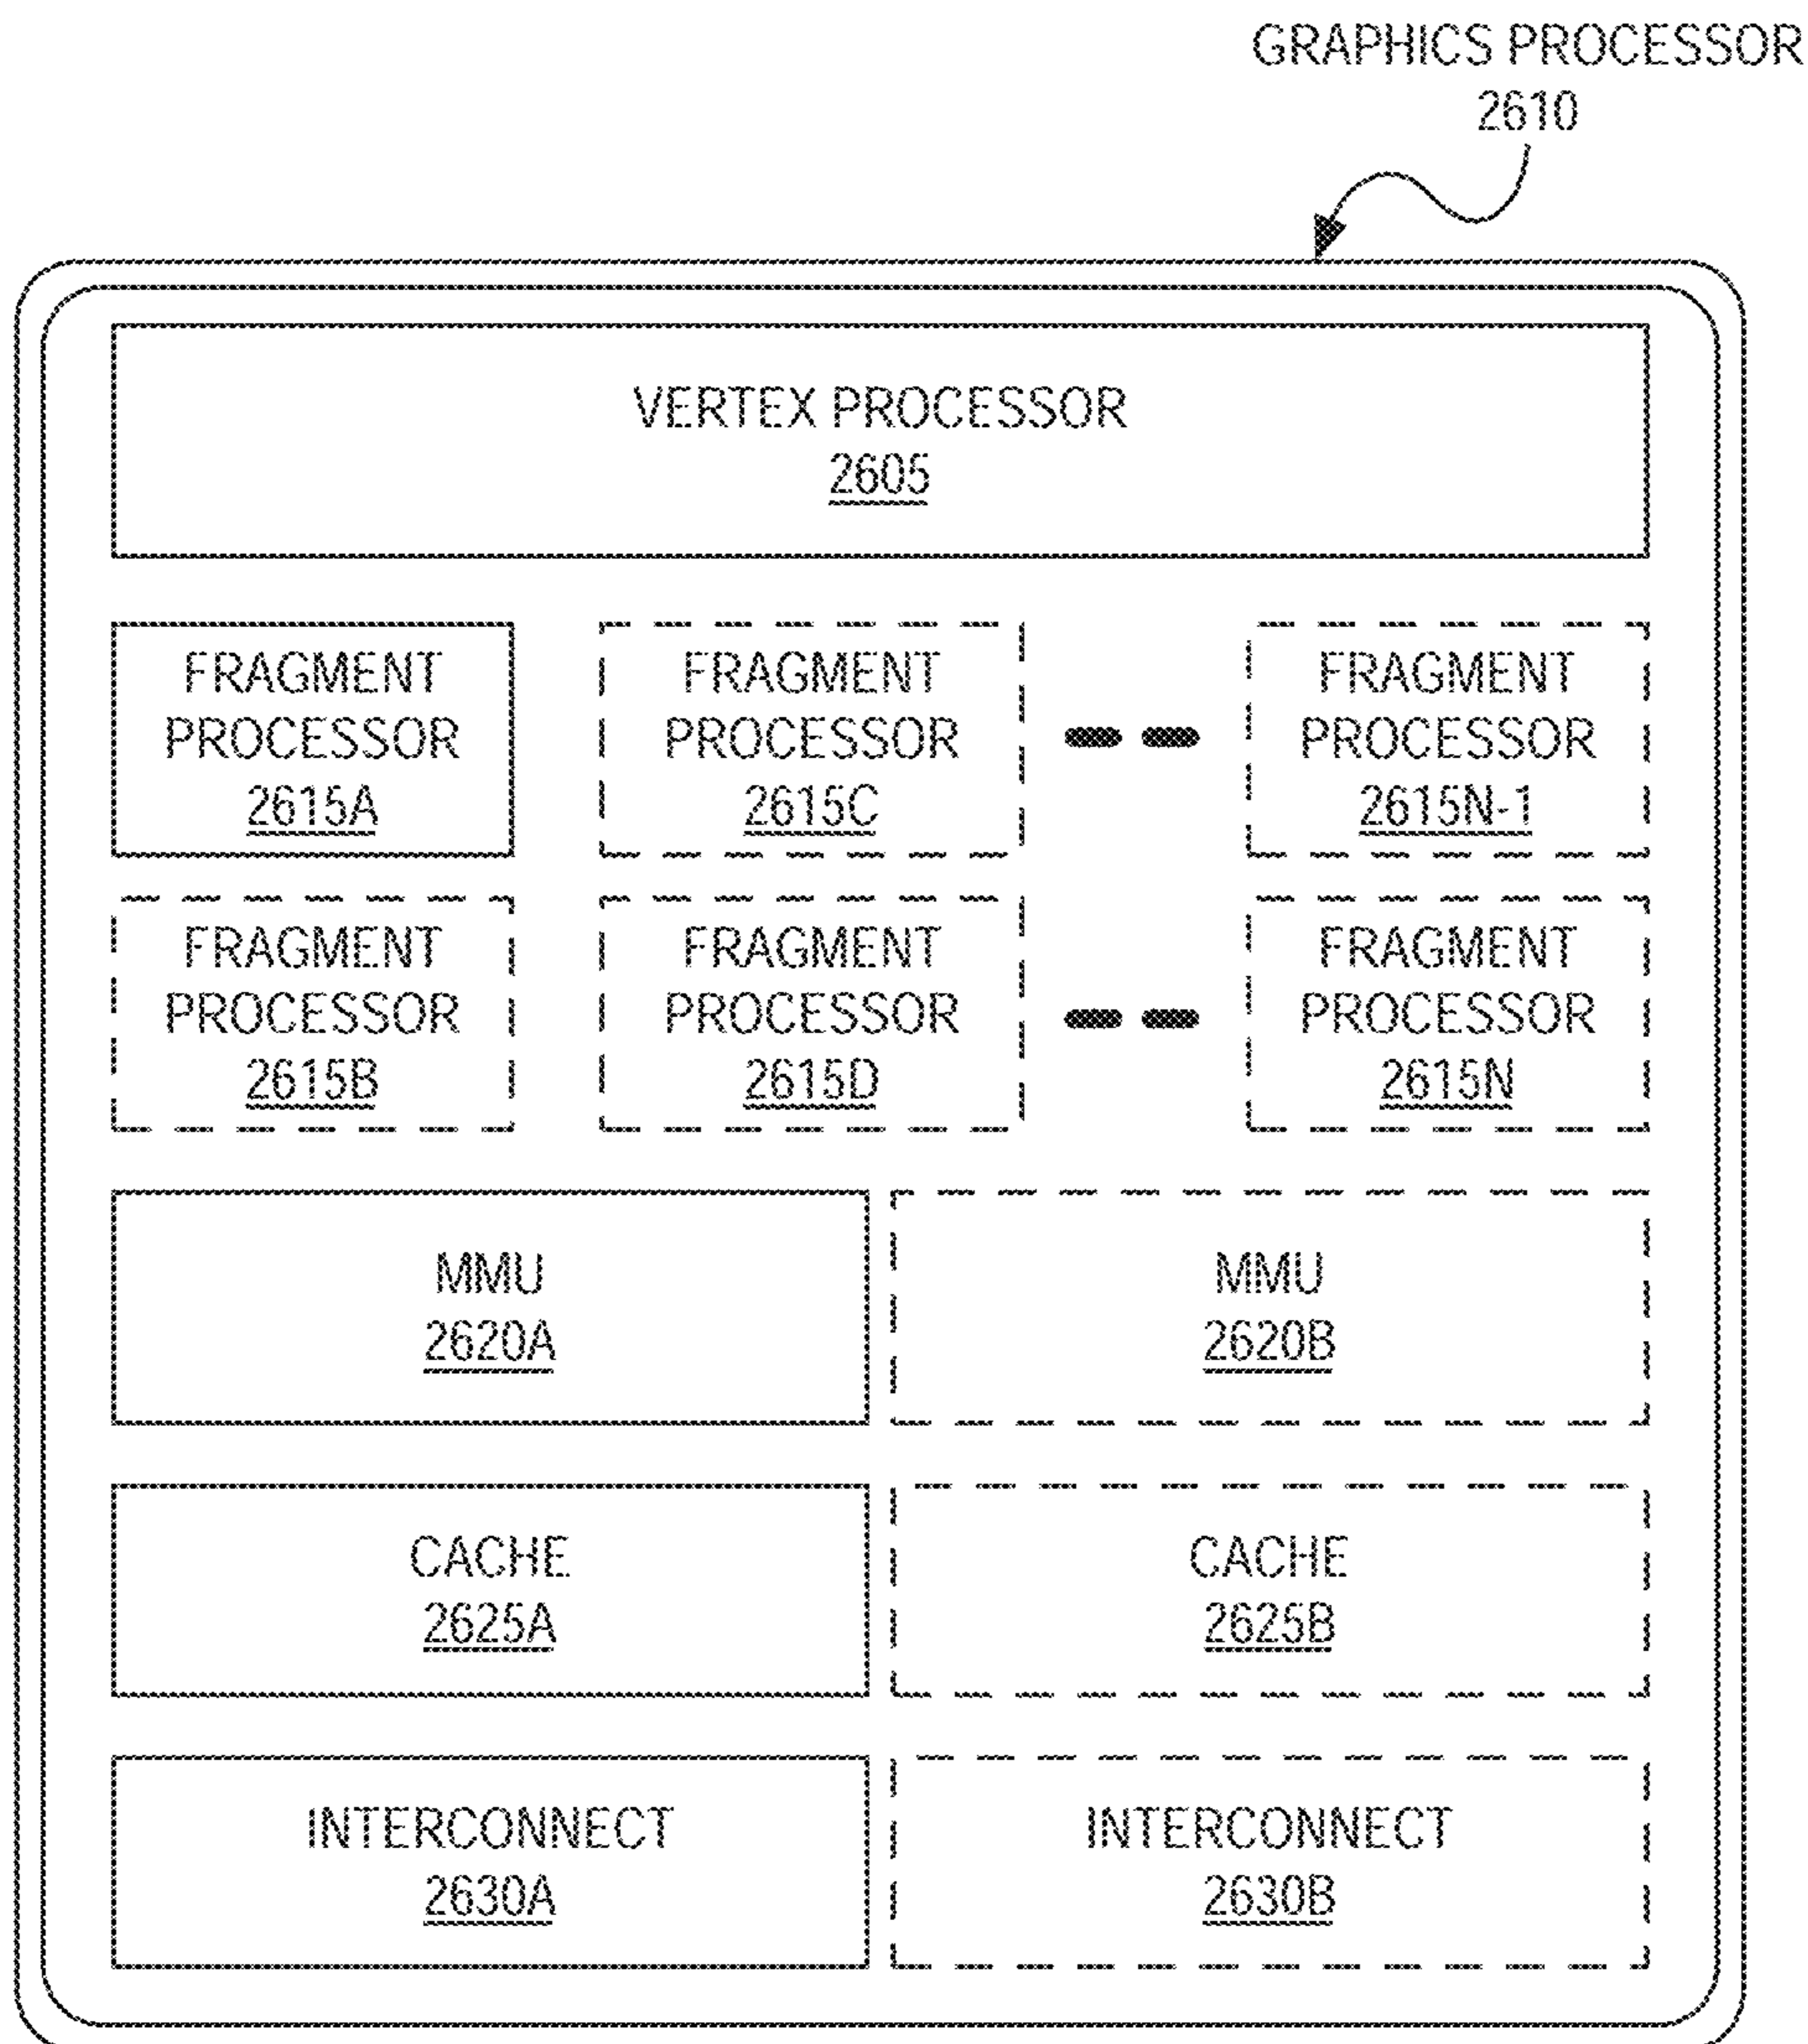 GRAPHICS PROCESSOR
2610
VERTEX PROCESSOR
2605
FRAGMENT
PROCESSOR
2615A
FRAGMENT
PROCESSOR
2615C
FRAGMENT
PROCESSOR
2615N-1
FRAGMENT
PROCESSOR
2615B
FRAGMENT
PROCESSOR
2615D
FRAGMENT
PROCESSOR
2615N
MMU
2620A
MMU
2620B
CACHE
2625A
CACHE
2625B
INTERCONNECT
2630A
INTERCONNECT
2630B